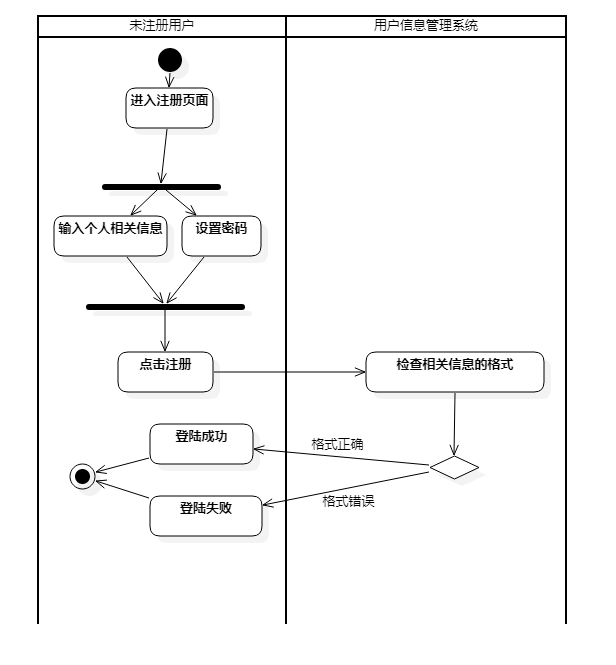 未注册用户
用户信息管理系统
进入注册页面
输入个人相关信息
设置密码
点击注册
检查相关信息的格式
登陆成功
格式正确
登陆失败
格式错误